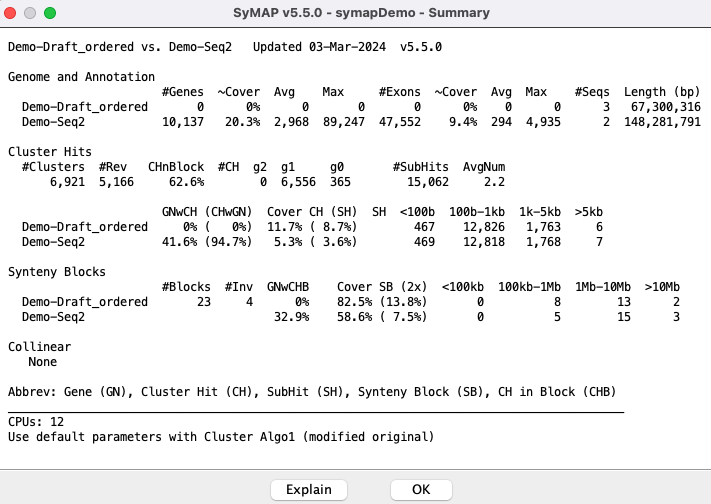 SyMAP v5.5.0 - symapDemo - Summary
Demo-Draft_ordered vs. Demo-Seq2   Updated 03-Mar-2024  v5.5.0
Genome and Annotation
                      #Genes  ~Cover  Avg    Max     #Exons  ~Cover  Avg  Max    #Seqs  Length (bp)
  Demo-Draft_ordered       0      0%      0       0       0      0%    0      0      3   67,300,316
  Demo-Seq2           10,137   20.3%  2,968  89,247  47,552    9.4%  294  4,935      2  148,281,791
Cluster Hits
  #Clusters  #Rev   CHnBlock  #CH  g2  g1     g0      #SubHits  AvgNum
      6,921  5,166     62.6%        0  6,556  365        15,062     2.2
                      GNwCH (CHwGN)  Cover CH (SH)  SH  <100b  100b-1kb  1k-5kb  >5kb
  Demo-Draft_ordered     0% (   0%)  11.7% ( 8.7%)        467    12,826   1,763     6
  Demo-Seq2           41.6% (94.7%)   5.3% ( 3.6%)        469    12,818   1,768     7
Synteny Blocks
                      #Blocks  #Inv  GNwCHB   Cover SB (2x)  <100kb  100kb-1Mb  1Mb-10Mb  >10Mb
  Demo-Draft_ordered       23     4      0%   82.5% (13.8%)       0          8        13      2
  Demo-Seq2                           32.9%   58.6% ( 7.5%)       0          5        15      3
Collinear
   None
Abbrev: Gene (GN), Cluster Hit (CH), SubHit (SH), Synteny Block (SB), CH in Block (CHB)
CPUs: 12
Use default parameters with Cluster Algo1 (modified original)
Explain   OK